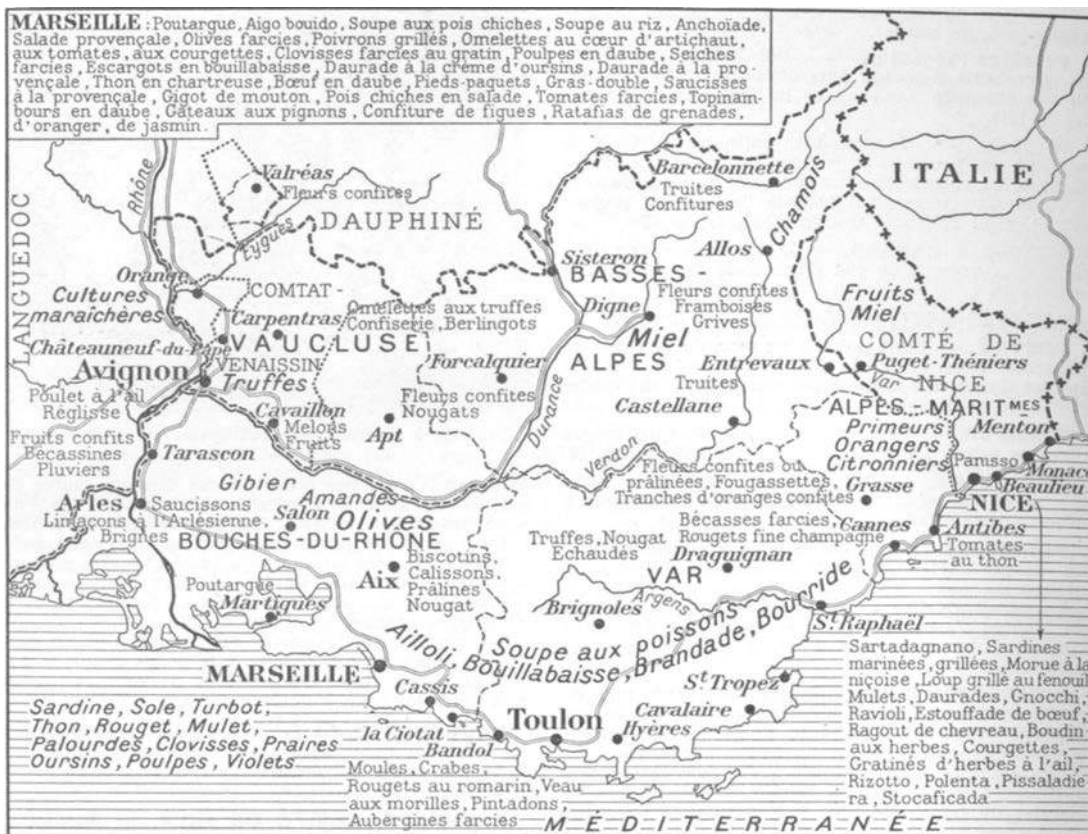 MARSEILLE : Poutargue, Aigo bouido, Soupe aux pois chiches, Soupe au riz, Anchoïade,
Salade provençale, Olives farcies, Poivrons grillés, Omelettes au cœur d'artichaut,
aux tomates, aux courgettes, Clovisses farcies au gratin, Poulpes en daube, Seiches
farcies, Escargots en bouillabaisse, Daurade à la crème d'oursins, Daurade à la pro-
vençale, Thon en chartreuse, Bœuf en daube, Pieds-paquets, Gras-double, Saucisses
à la provençale, Gigot de mouton, Pois chiches en salade, Tomates farcies, Topinam-
bours en daube, Gâteaux aux pignons, Confiture de figues, Ratafias de grenades,
d'oranger, de jasmin.
Rhône
Valréas
Fleurs confites
DAUPHINÉ
Eygues
Barcelonnette
Truites
Confitures
Chamois
ITALIE
LANGUEDOC
Orange
Cultures
maraîchères
COMTAT-
VENAISSIN
Carpentras
Omelettes aux truffes
Confiserie, Berlingots
Sisteron
BASSES-
ALPES
Allos
Digne
Fleurs confites
Framboises
Grives
Miel
Fruits
Miel
COMTÉ DE
NICE
Châteauneuf-du-Pape
VAUCLUSE
Avignon
Truffes
Poulet à l'ail
Réglisse
Forcalquier
Fleurs confites
Nougats
Apt
Durance
Entrevaux
Truites
Puget-Théniers
Var
Castellane
Cavaillon
Melons
Fruits
ALPES-MARITMES
Primeurs
Orangers
Citronniers
Menton
Panisso
Monaco
Beaulieu
Fruits confits
Bécassines
Pluviers
Tarascon
Gibier
Verdon
Fleurs confites ou
prâlinées, Fougassettes,
Tranches d'oranges confites
Grasse
NICE
Arles
Saucissons
Limaçons à l'Arlésienne,
Brignes
Amandes
Salon
Olives
BOUCHES-DU-RHÔNE
Bécasses farcies,
Rougets fine champagne
Cannes
Antibes
Tomates
au thon
Truffes, Nougat
Echaudés
Draguignan
VAR
Aix
Biscotins,
Calissons,
Prâlines
Nougat
Poutargue
Martigues
Argens
Brignoles
St Raphaël
Soupe aux poissons
Ailloli, Bouillabaisse, Brandade, Bourride
MARSEILLE
Cassis
la Ciotat
Bandol
Toulon
Hyères
Cavalaire
St Tropez
Sardine, Sole, Turbot,
Thon, Rouget, Mulet,
Palourdes, Clovisses, Praires
Oursins, Poulpes, Violets
Moules, Crabes,
Rougets au romarin, Veau
aux morilles, Pintadons,
Aubergines farcies
Sartadagnano, Sardines
marinées, grillées, Morue à la
niçoise, Loup grillé au fenouil
Mulets, Daurades, Gnocchi,
Ravioli, Estouffade de bœuf,
Ragout de chevreau, Boudin
aux herbes, Courgettes,
Gratinés d'herbes à l'ail,
Rizotto, Polenta, Pissaladie-
ra, Stocaficada
MÉDITERRANÉE